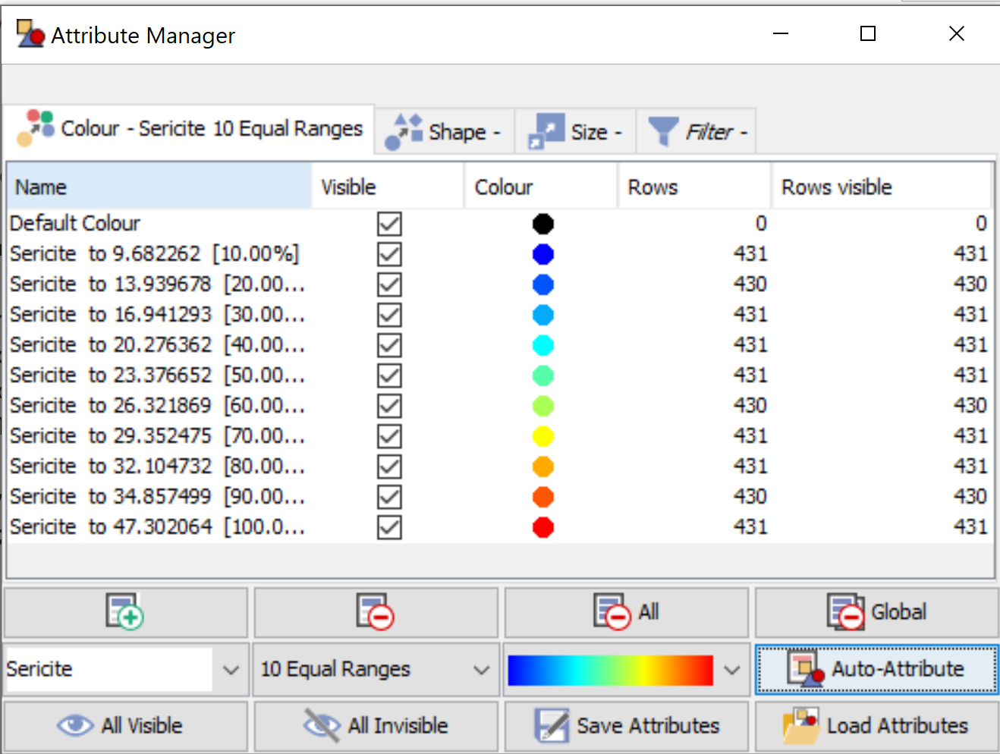 Attribute Manager
Colour - Sericite 10 Equal Ranges Shape - Size - Filter -
Name Visible Colour Rows Rows visible
Default Colour 0 0
Sericite to 9.682262 [10.00%] 431 431
Sericite to 13.939678 [20.00... 430 430
Sericite to 16.941293 [30.00... 431 431
Sericite to 20.276362 [40.00... 431 431
Sericite to 23.376652 [50.00... 431 431
Sericite to 26.321869 [60.00... 430 430
Sericite to 29.352475 [70.00... 431 431
Sericite to 32.104732 [80.00... 431 431
Sericite to 34.857499 [90.00... 430 430
Sericite to 47.302064 [100.0... 431 431
All Global
Sericite 10 Equal Ranges Auto-Attribute
All Visible All Invisible Save Attributes Load Attributes